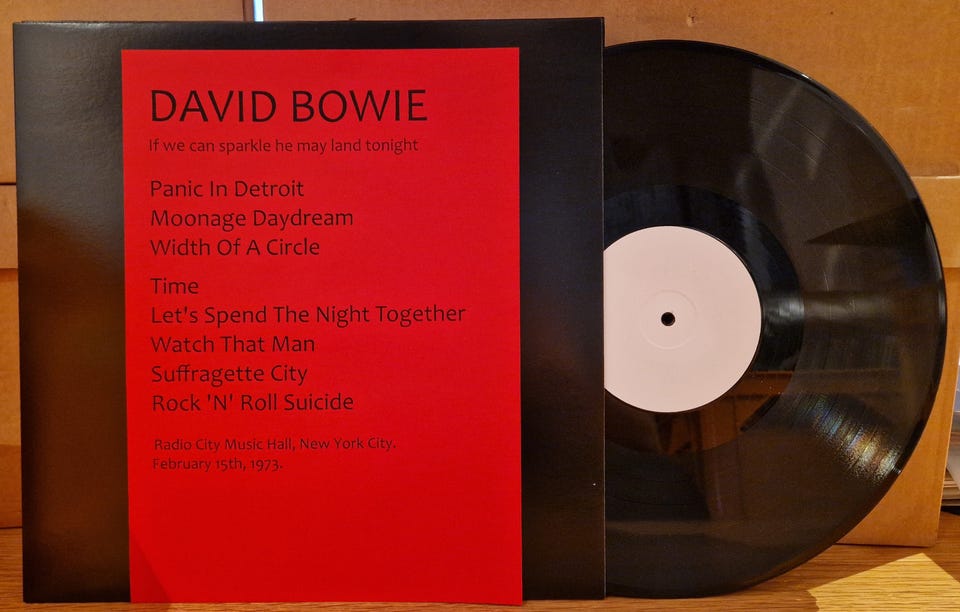 DAVID BOWIE
If we can sparkle he may land tonight
Panic In Detroit
Moonage Daydream
Width Of A Circle
Time
Let's Spend The Night Together
Watch That Man
Suffragette City
Rock 'N' Roll Suicide
Radio City Music Hall, New York City.
February 15th, 1973.